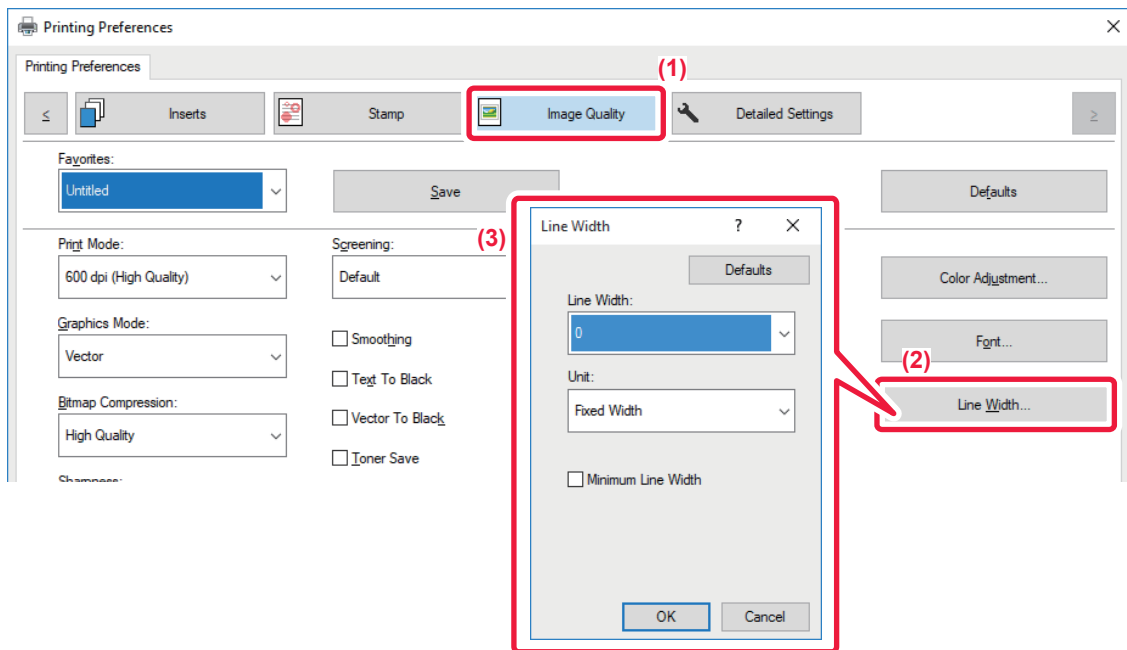 Printing Preferences
Printing Preferences
(1)
≤
Inserts
Stamp
Image Quality
Detailed Settings
≥
Favorites:
Untitled
Save
Defaults
Print Mode:
600 dpi (High Quality)
Screening:
Default
(3)
Line Width
?
Defaults
Line Width:
0
Unit:
Fixed Width
Minimum Line Width
OK
Cancel
Color Adjustment...
Graphics Mode:
Vector
Smoothing
Text To Black
Font...
(2)
Line Width...
Bitmap Compression:
High Quality
Vector To Black
Toner Save
Sharpness: